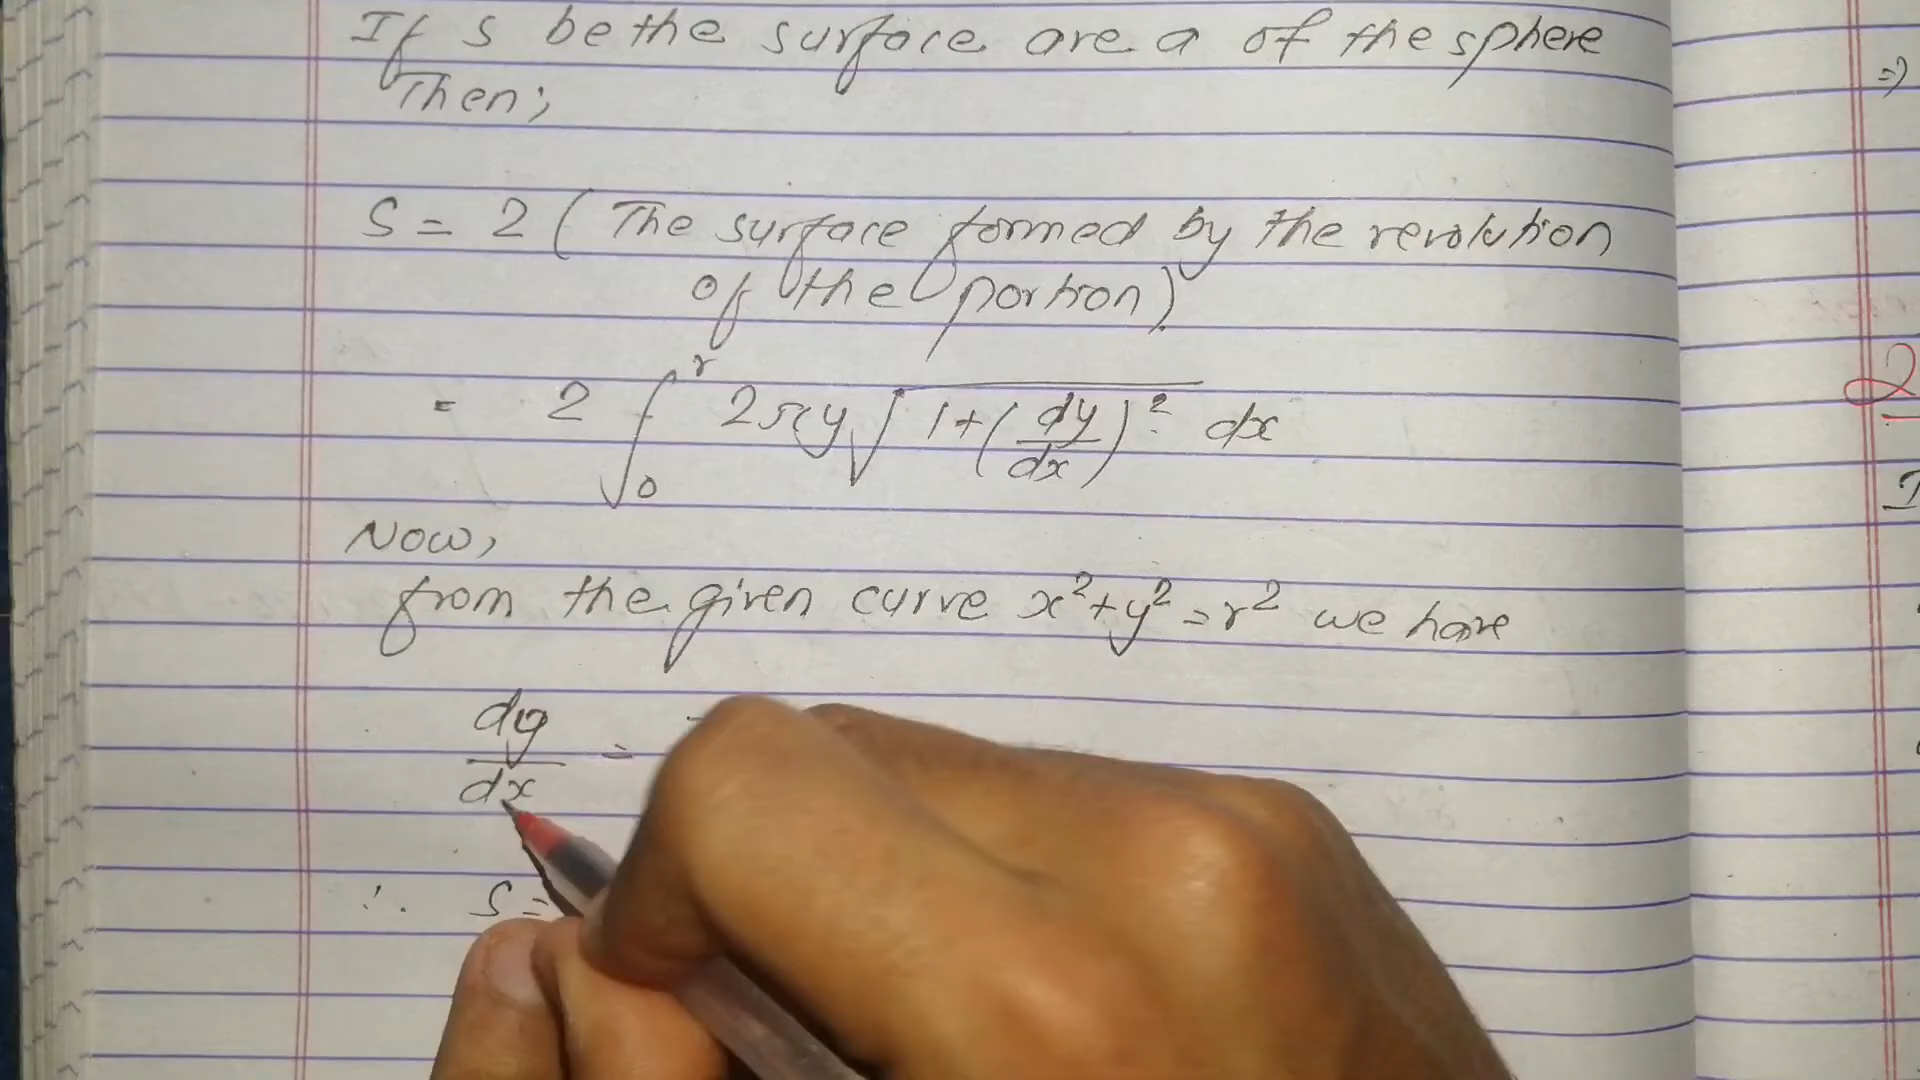 If S be the surface area of the sphere
Then;
S = 2 ( The surface formed by the revolution
of the portion)
= 2 ∫₀ʳ 2πy √(1+(dy/dx)²) dx
Now,
from the given curve x²+y²=r² we have
dy/dx = -
∴ S =
=)
2
I